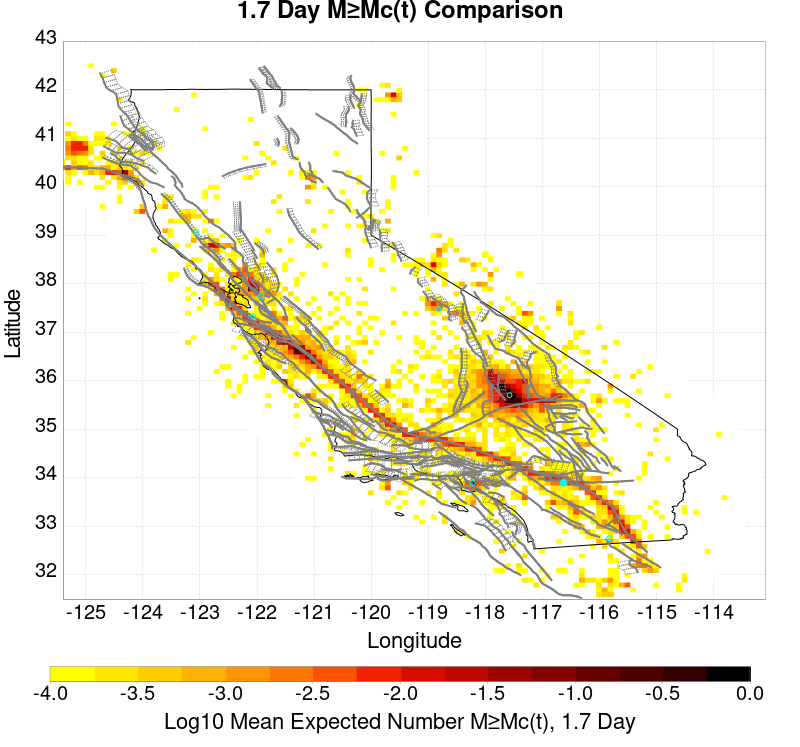 1.7 Day M≥Mc(t) Comparison
43
42
41
40
39
38
37
36
35
34
33
32
Latitude
-125 -124 -123 -122 -121 -120 -119 -118 -117 -116 -115 -114
Longitude
-4.0 -3.5 -3.0 -2.5 -2.0 -1.5 -1.0 -0.5 0.0
Log10 Mean Expected Number M≥Mc(t), 1.7 Day